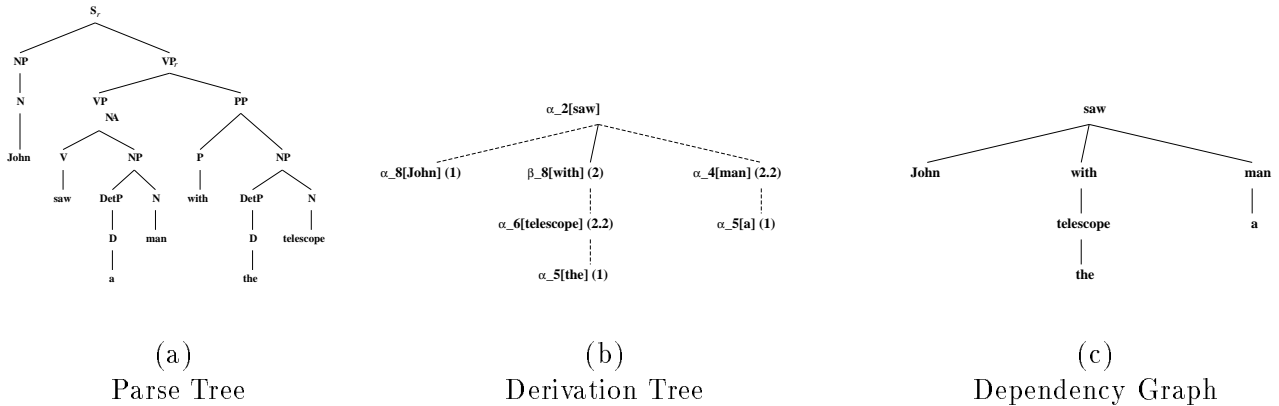 S_r
NP VP_r
N VP PP
NA
John V NP P NP
saw DetP N with DetP N
D man D telescope
a the
(a)
Parse Tree
α_2[saw]
α_8[John] (1) β_8[with] (2) α_4[man] (2.2)
α_6[telescope] (2.2) α_5[a] (1)
α_5[the] (1)
(b)
Derivation Tree
saw
John with man
telescope a
the
(c)
Dependency Graph